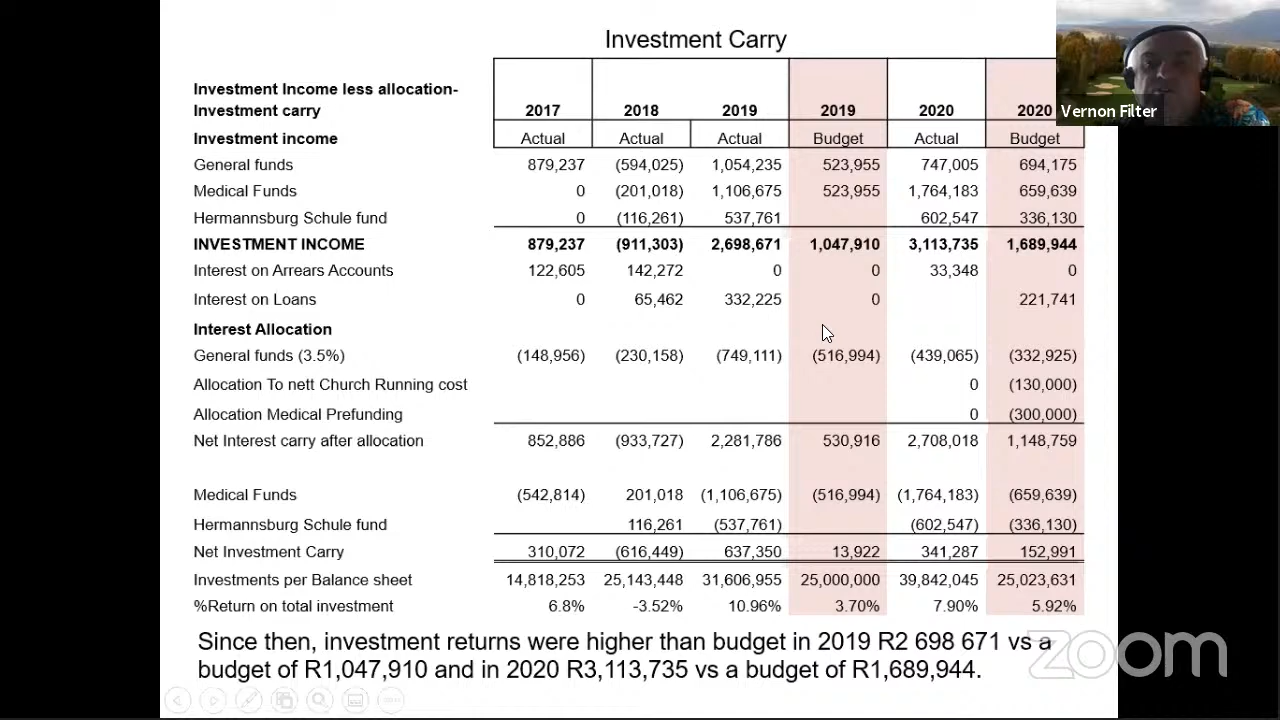 Investment Carry
Vernon Filter
Investment Income less allocation-
Investment carry 2017 2018 2019 2019 2020 2020
Investment income Actual Actual Actual Budget Actual Budget
General funds 879,237 (594,025) 1,054,235 523,955 747,005 694,175
Medical Funds 0 (201,018) 1,106,675 523,955 1,764,183 659,639
Hermannsburg Schule fund 0 (116,261) 537,761 602,547 336,130
INVESTMENT INCOME 879,237 (911,303) 2,698,671 1,047,910 3,113,735 1,689,944
Interest on Arrears Accounts 122,605 142,272 0 0 33,348 0
Interest on Loans 0 65,462 332,225 0 221,741
Interest Allocation
General funds (3.5%) (148,956) (230,158) (749,111) (516,994) (439,065) (332,925)
Allocation To nett Church Running cost 0 (130,000)
Allocation Medical Prefunding 0 (300,000)
Net Interest carry after allocation 852,886 (933,727) 2,281,786 530,916 2,708,018 1,148,759
Medical Funds (542,814) 201,018 (1,106,675) (516,994) (1,764,183) (659,639)
Hermannsburg Schule fund 116,261 (537,761) (602,547) (336,130)
Net Investment Carry 310,072 (616,449) 637,350 13,922 341,287 152,991
Investments per Balance sheet 14,818,253 25,143,448 31,606,955 25,000,000 39,842,045 25,023,631
%Return on total investment 6.8% -3.52% 10.96% 3.70% 7.90% 5.92%
Since then, investment returns were higher than budget in 2019 R2 698 671 vs a
budget of R1,047,910 and in 2020 R3,113,735 vs a budget of R1,689,944.
zoom